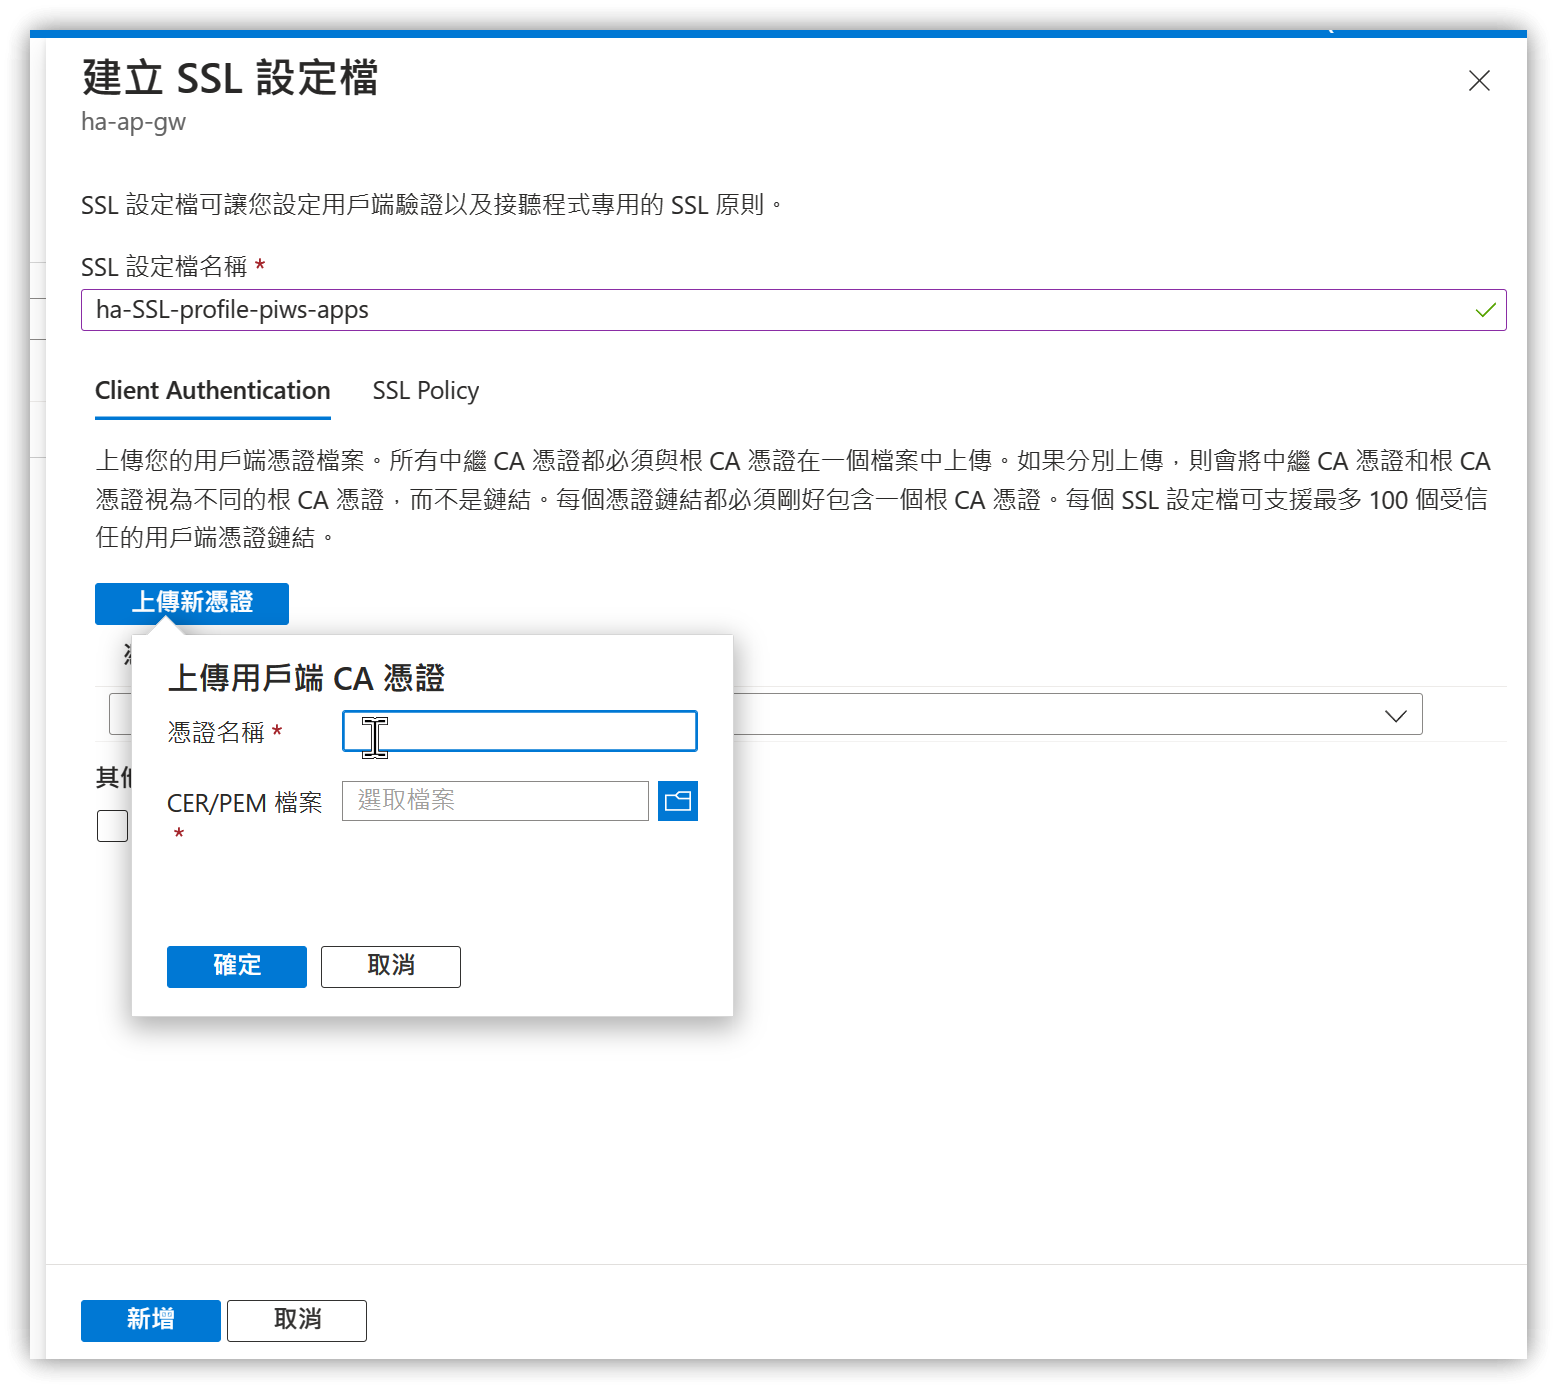 建立 SSL 設定檔
ha-ap-gw
SSL 設定檔可讓您設定用戶端驗證以及接聽程式專用的 SSL 原則。
SSL 設定檔名稱 *
ha-SSL-profile-piws-apps
Client Authentication SSL Policy
上傳您的用戶端憑證檔案。所有中繼 CA 憑證都必須與根 CA 憑證在一個檔案中上傳。如果分別上傳，則會將中繼 CA 憑證和根 CA
憑證視為不同的根 CA 憑證，而不是鏈結。每個憑證鏈結都必須剛好包含一個根 CA 憑證。每個 SSL 設定檔可支援最多 100 個受信
任的用戶端憑證鏈結。
上傳新憑證
上傳用戶端 CA 憑證
憑證名稱 *
其他
CER/PEM 檔案 選取檔案
*
確定 取消
新增 取消